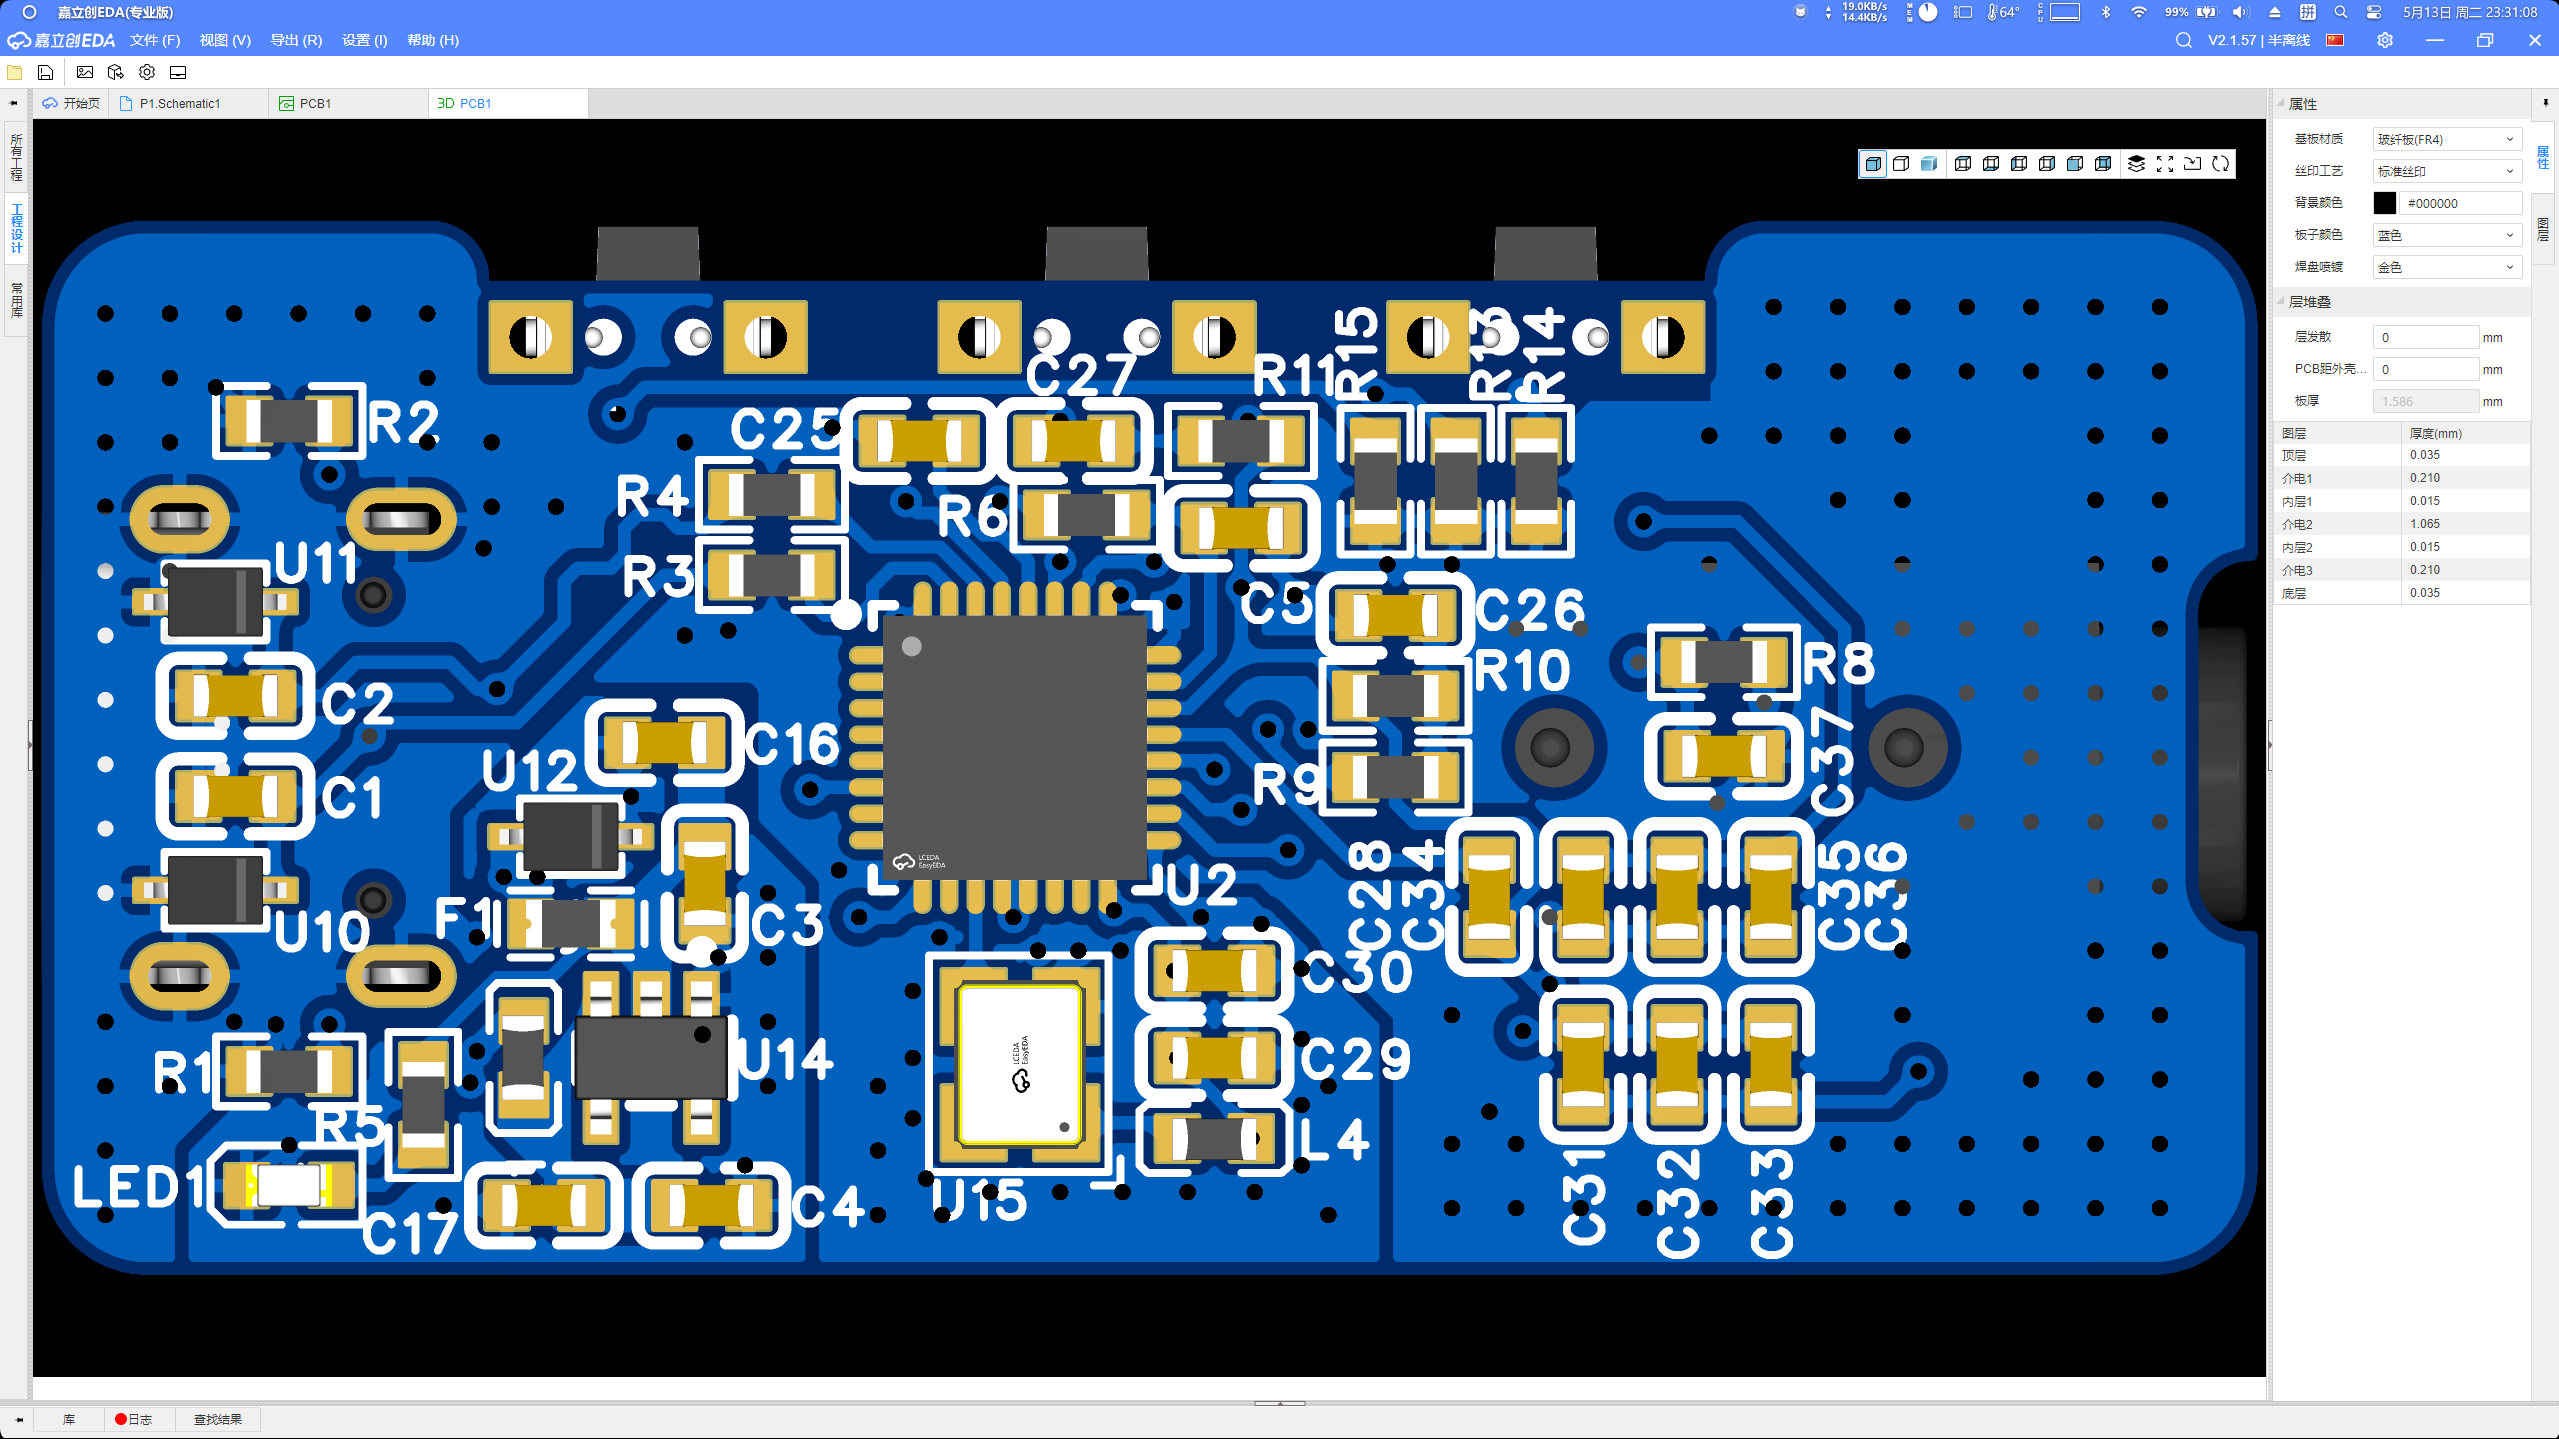 嘉立创EDA(专业版)
19.0KB/s
14.4KB/s
MEM
64°
CPU
99%
拼
5月13日 周二 23:31:08
嘉立创EDA 文件 (F) 视图 (V) 导出 (R) 设置 (I) 帮助 (H)
V2.1.57 | 半离线
开始页 P1.Schematic1 PCB1 3D PCB1
所有工程
工程设计
常用库
R15 R13 R14
C27 R11
R2 C25
R4 R6
U11 R3 C5 C26
R10 R8
C2 C16 C37
U12 R9
C1
C28 C34 C35 C36
LCEDA
EasyEDA
U2
U10 F1 C3
C30
R1 U14 C29
LCEDA
EasyEDA
R5 L4
LED1 U15 C31 C32 C33
C17 C4
属性
基板材质 玻纤板(FR4)
丝印工艺 标准丝印
背景颜色 #000000
板子颜色 蓝色
焊盘喷镀 金色
层堆叠
层发散 0 mm
PCB距外壳... 0 mm
板厚 1.586 mm
图层 厚度(mm)
顶层 0.035
介电1 0.210
内层1 0.015
介电2 1.065
内层2 0.015
介电3 0.210
底层 0.035
属性
图层
库 日志 查找结果